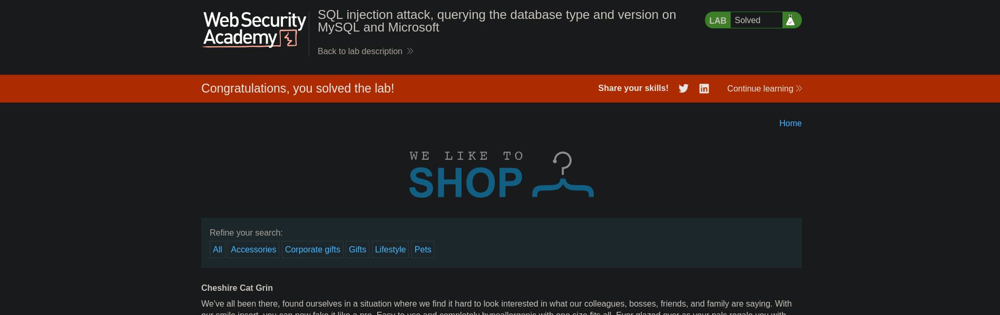 WebSecurity
Academy
SQL injection attack, querying the database type and version on
MySQL and Microsoft
LAB Solved
Back to lab description
Congratulations, you solved the lab!
Share your skills!
Continue learning
Home
WE LIKE TO
SHOP
Refine your search:
All Accessories Corporate gifts Gifts Lifestyle Pets
Cheshire Cat Grin
We've all been there, found ourselves in a situation where we find it hard to look interested in what our colleagues, bosses, friends, and family are saying. With
our smile insert, you can now fake it like a pro. Easy to use and completely hypoallergenic with one size fits all. Ever glazed over as your pals regale you with